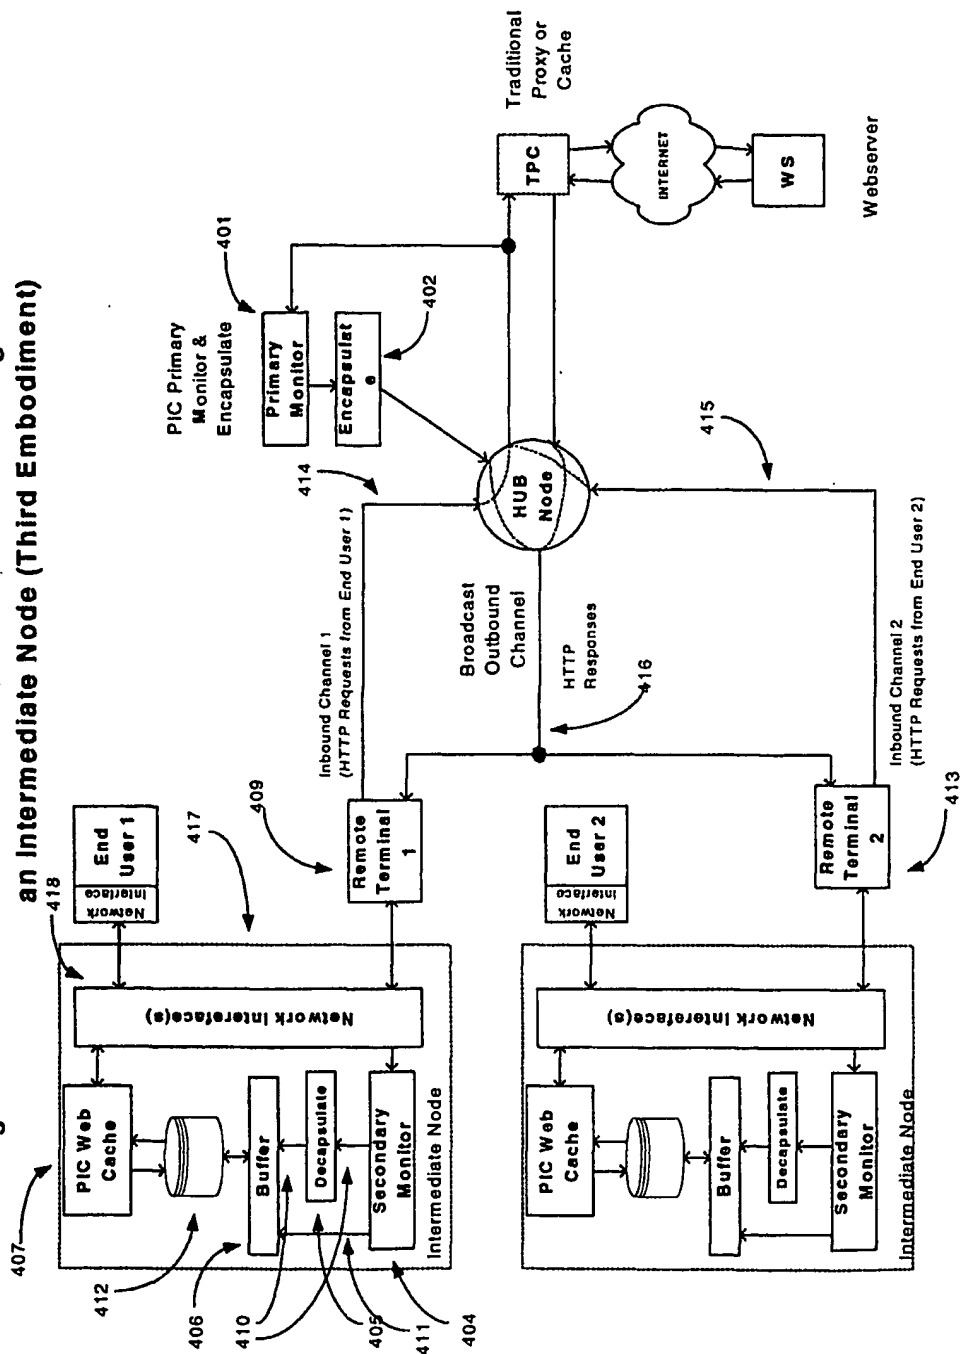 an Intermediate Node (Third Embodiment)
407
412
406
410
405
411
404
418
417
409
PIC Web
Cache
Buffer
Decapsulate
Secondary
Monitor
Intermediate Node
Network Intereface(s)
Network
Interface
End
User 1
Remote
Terminal
1
Inbound Channel 1
(HTTP Requests from End User 1)
414
PIC Primary
Monitor &
Encapsulate
401
Primary
Monitor
Encapsulat
e
402
HUB
Node
Broadcast
Outbound
Channel
HTTP
Responses
416
415
Traditional
Proxy or
Cache
TPC
INTERNET
WS
Webserver
PIC Web
Cache
Buffer
Decapsulate
Secondary
Monitor
Intermediate Node
Network Intereface(s)
Network
Interface
End
User 2
Remote
Terminal
2
413
Inbound Channel 2
(HTTP Requests from End User 2)